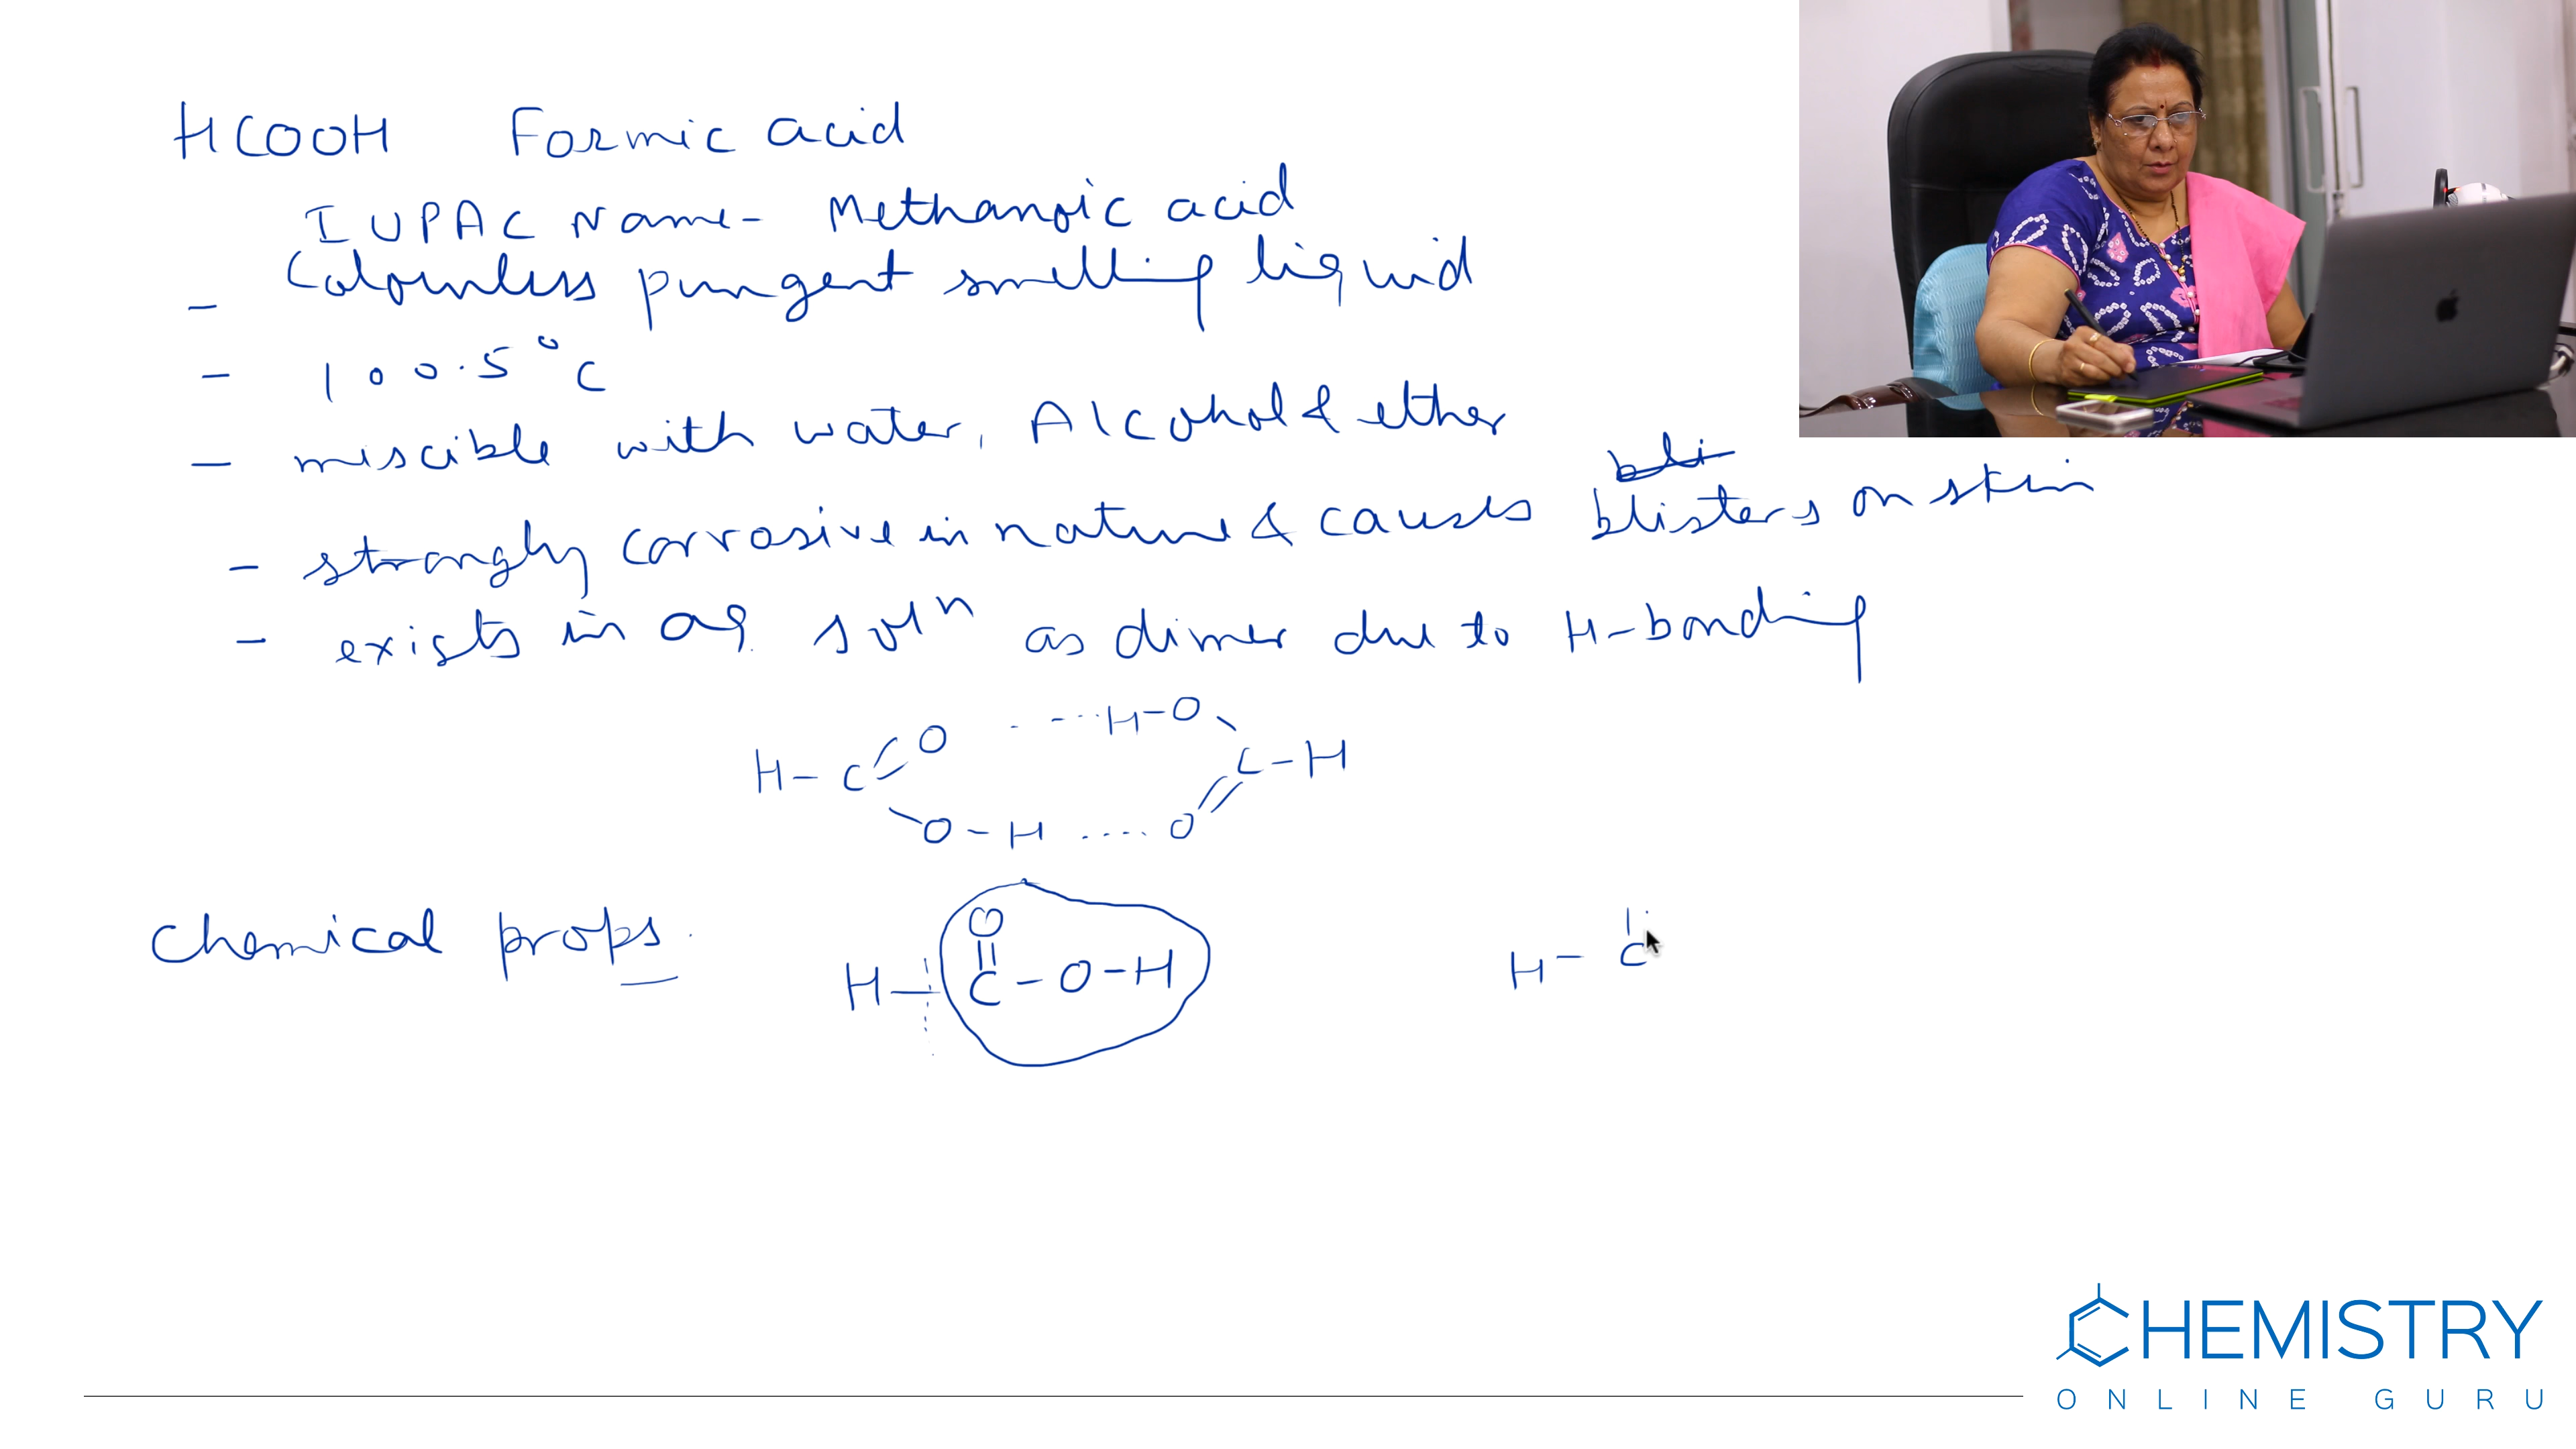 HCOOH Formic acid
IUPAC Name- Methanoic acid
- Colourless pungent smelling liquid
- 100.5°C
- miscible with water, Alcohol & ether
bli
- strongly corrosive in nature & causes blisters on skin
- exists in aq. solⁿ as dimer due to H-bonding
H-C=O ----H-O
C-H
O-H .... O
Chemical props.
O
H-C-O-H
H-C
CHEMISTRY
ONLINE GURU